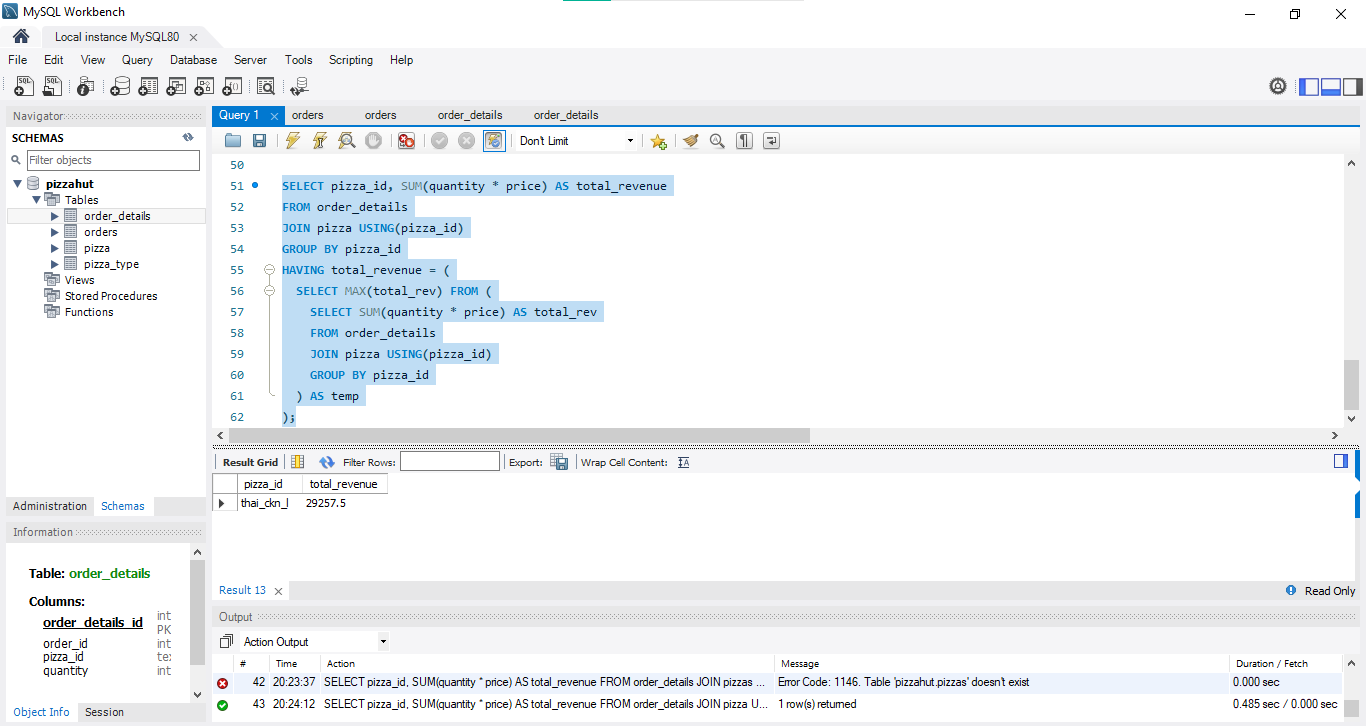 MySQL Workbench
Local instance MySQL80
File Edit View Query Database Server Tools Scripting Help
Navigator
SCHEMAS
Filter objects
pizzahut
Tables
order_details
orders
pizza
pizza_type
Views
Stored Procedures
Functions
Administration Schemas
Information
Table: order_details
Columns:
order_details_id int PK
order_id int
pizza_id
quantity int
Object Info Session
Query 1 orders orders order_details order_details
Don't Limit
50
51 SELECT pizza_id, SUM(quantity * price) AS total_revenue
52 FROM order_details
53 JOIN pizza USING(pizza_id)
54 GROUP BY pizza_id
55 HAVING total_revenue = (
56 SELECT MAX(total_rev) FROM (
57 SELECT SUM(quantity * price) AS total_rev
58 FROM order_details
59 JOIN pizza USING(pizza_id)
60 GROUP BY pizza_id
61 ) AS temp
62 );
Result Grid Filter Rows: Export: Wrap Cell Content:
pizza_id total_revenue
thai_ckn_l 29257.5
Result 13 Read Only
Output
Action Output
# Time Action Message Duration / Fetch
42 20:23:37 SELECT pizza_id, SUM(quantity * price) AS total_revenue FROM order_details JOIN pizzas ... Error Code: 1146. Table 'pizzahut.pizzas' doesn't exist 0.000 sec
43 20:24:12 SELECT pizza_id, SUM(quantity * price) AS total_revenue FROM order_details JOIN pizza U... 1 row(s) returned 0.485 sec / 0.000 sec